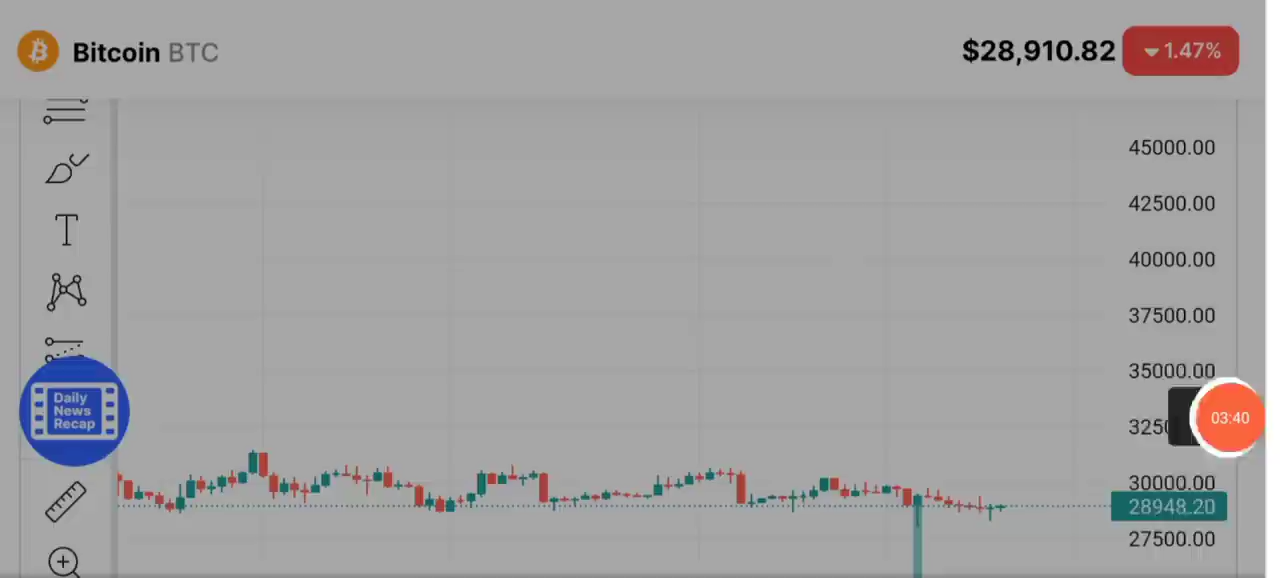 Bitcoin BTC
$28,910.82
1.47%
45000.00
42500.00
40000.00
37500.00
35000.00
03:40
30000.00
28948.20
27500.00
Daily
News
Recap
T